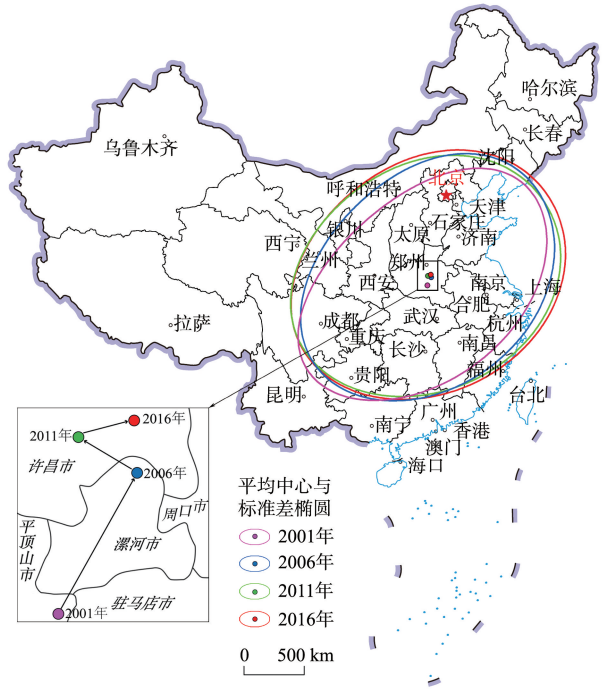 哈尔滨
长春
乌鲁木齐
沈阳
北京
呼和浩特
天津
石家庄
银川
太原
济南
西宁
兰州
郑州
西安
南京
上海
合肥
拉萨
成都
武汉
杭州
重庆
长沙
南昌
贵阳
福州
昆明
台北
广州
南宁
香港
澳门
海口
2016年
2011年
许昌市
2006年
周口市
平顶山市
漯河市
驻马店市
2001年
平均中心与
标准差椭圆
2001年
2006年
2011年
2016年
0 500 km